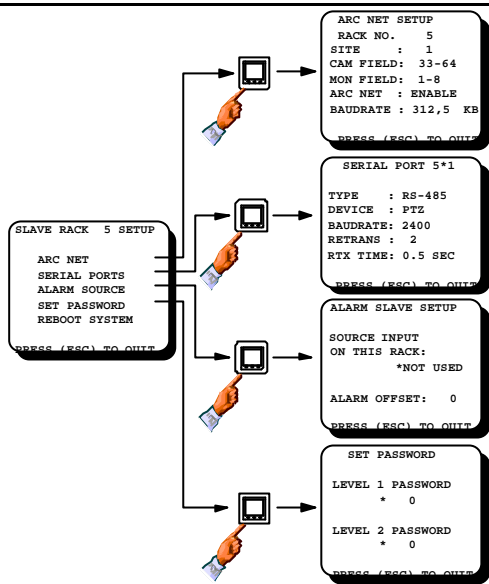 SLAVE RACK 5 SETUP
ARC NET
SERIAL PORTS
ALARM SOURCE
SET PASSWORD
REBOOT SYSTEM
PRESS (ESC) TO QUIT
ARC NET SETUP
RACK NO. 5
SITE : 1
CAM FIELD: 33-64
MON FIELD: 1-8
ARC NET : ENABLE
BAUDRATE : 312,5 KB
PRESS (ESC) TO QUIT
SERIAL PORT 5*1
TYPE : RS-485
DEVICE : PTZ
BAUDRATE: 2400
RETRANS : 2
RTX TIME: 0.5 SEC
PRESS (ESC) TO QUIT
ALARM SLAVE SETUP
SOURCE INPUT
ON THIS RACK:
*NOT USED
ALARM OFFSET: 0
PRESS (ESC) TO QUIT
SET PASSWORD
LEVEL 1 PASSWORD
* 0
LEVEL 2 PASSWORD
* 0
PRESS (ESC) TO QUIT